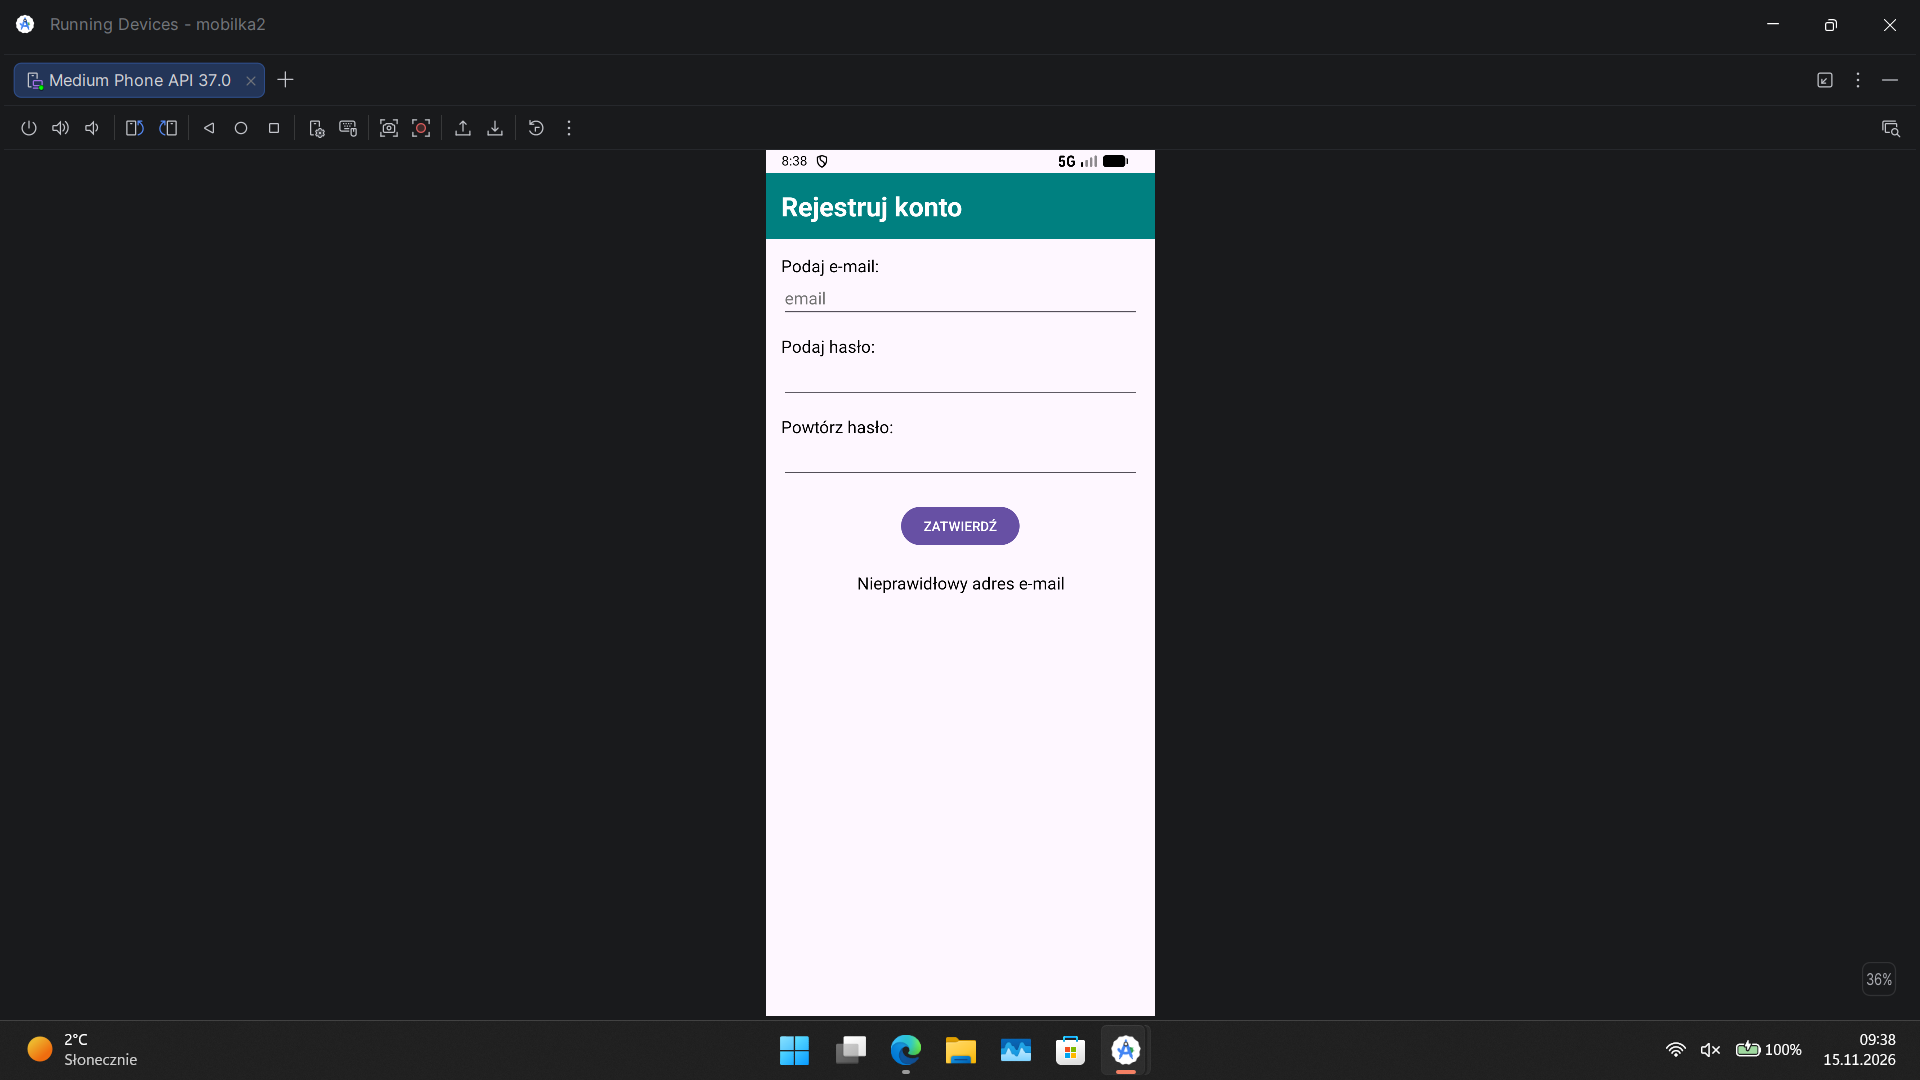 Running Devices - mobilka2
Medium Phone API 37.0
8:38
5G
Rejestruj konto
Podaj e-mail:
email
Podaj hasło:
Powtórz hasło:
ZATWIERDŹ
Nieprawidłowy adres e-mail
36%
2°C
Słonecznie
100%
09:38
15.11.2026